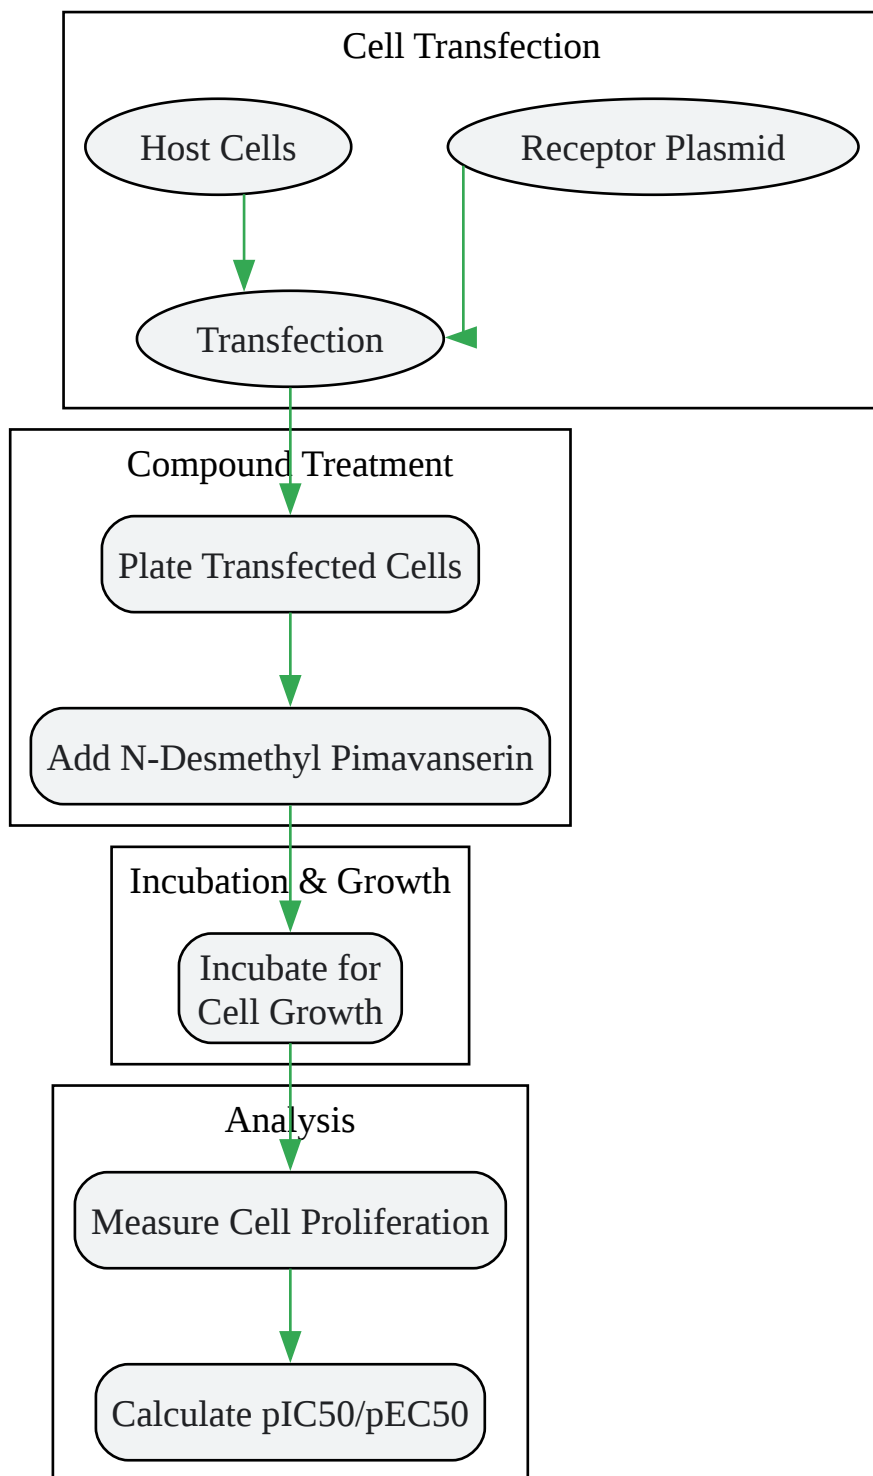 Cell Transfection
Host Cells
Receptor Plasmid
Transfection
Compound Treatment
Plate Transfected Cells
Add N-Desmethyl Pimavanserin
Incubation & Growth
Incubate for
Cell Growth
Analysis
Measure Cell Proliferation
Calculate pIC50/pEC50